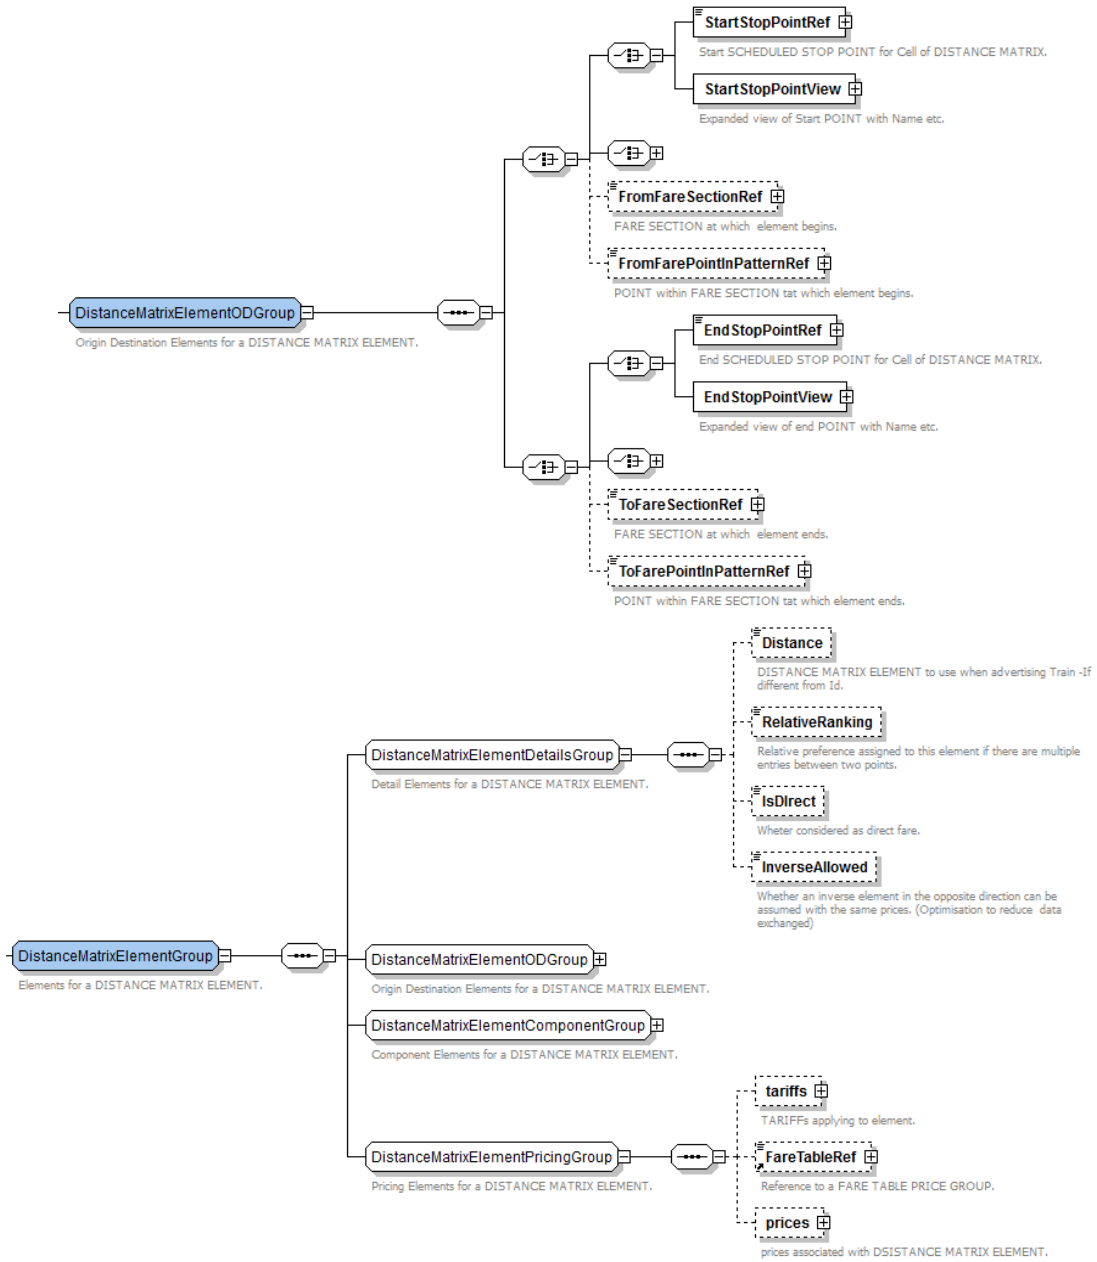 StartStopPointRef
Start SCHEDULED STOP POINT for Cell of DISTANCE MATRIX.
StartStopPointView
Expanded view of Start POINT with Name etc.
FromFareSectionRef
FARE SECTION at which element begins.
FromFarePointInPatternRef
POINT within FARE SECTION tat which element begins.
DistanceMatrixElementODGroup
Origin Destination Elements for a DISTANCE MATRIX ELEMENT.
EndStopPointRef
End SCHEDULED STOP POINT for Cell of DISTANCE MATRIX.
EndStopPointView
Expanded view of end POINT with Name etc.
ToFareSectionRef
FARE SECTION at which element ends.
ToFarePointInPatternRef
POINT within FARE SECTION tat which element ends.
Distance
DISTANCE MATRIX ELEMENT to use when advertising Train -If
different from Id.
RelativeRanking
Relative preference assigned to this element if there are multiple
entries between two points.
DistanceMatrixElementDetailsGroup
Detail Elements for a DISTANCE MATRIX ELEMENT.
IsDIrect
Wheter considered as direct fare.
InverseAllowed
Whether an inverse element in the opposite direction can be
assumed with the same prices. (Optimisation to reduce data
exchanged)
DistanceMatrixElementGroup
Elements for a DISTANCE MATRIX ELEMENT.
DistanceMatrixElementODGroup
Origin Destination Elements for a DISTANCE MATRIX ELEMENT.
DistanceMatrixElementComponentGroup
Component Elements for a DISTANCE MATRIX ELEMENT.
tariffs
TARIFFs applying to element.
DistanceMatrixElementPricingGroup
Pricing Elements for a DISTANCE MATRIX ELEMENT.
FareTableRef
Reference to a FARE TABLE PRICE GROUP.
prices
prices associated with DSISTANCE MATRIX ELEMENT.